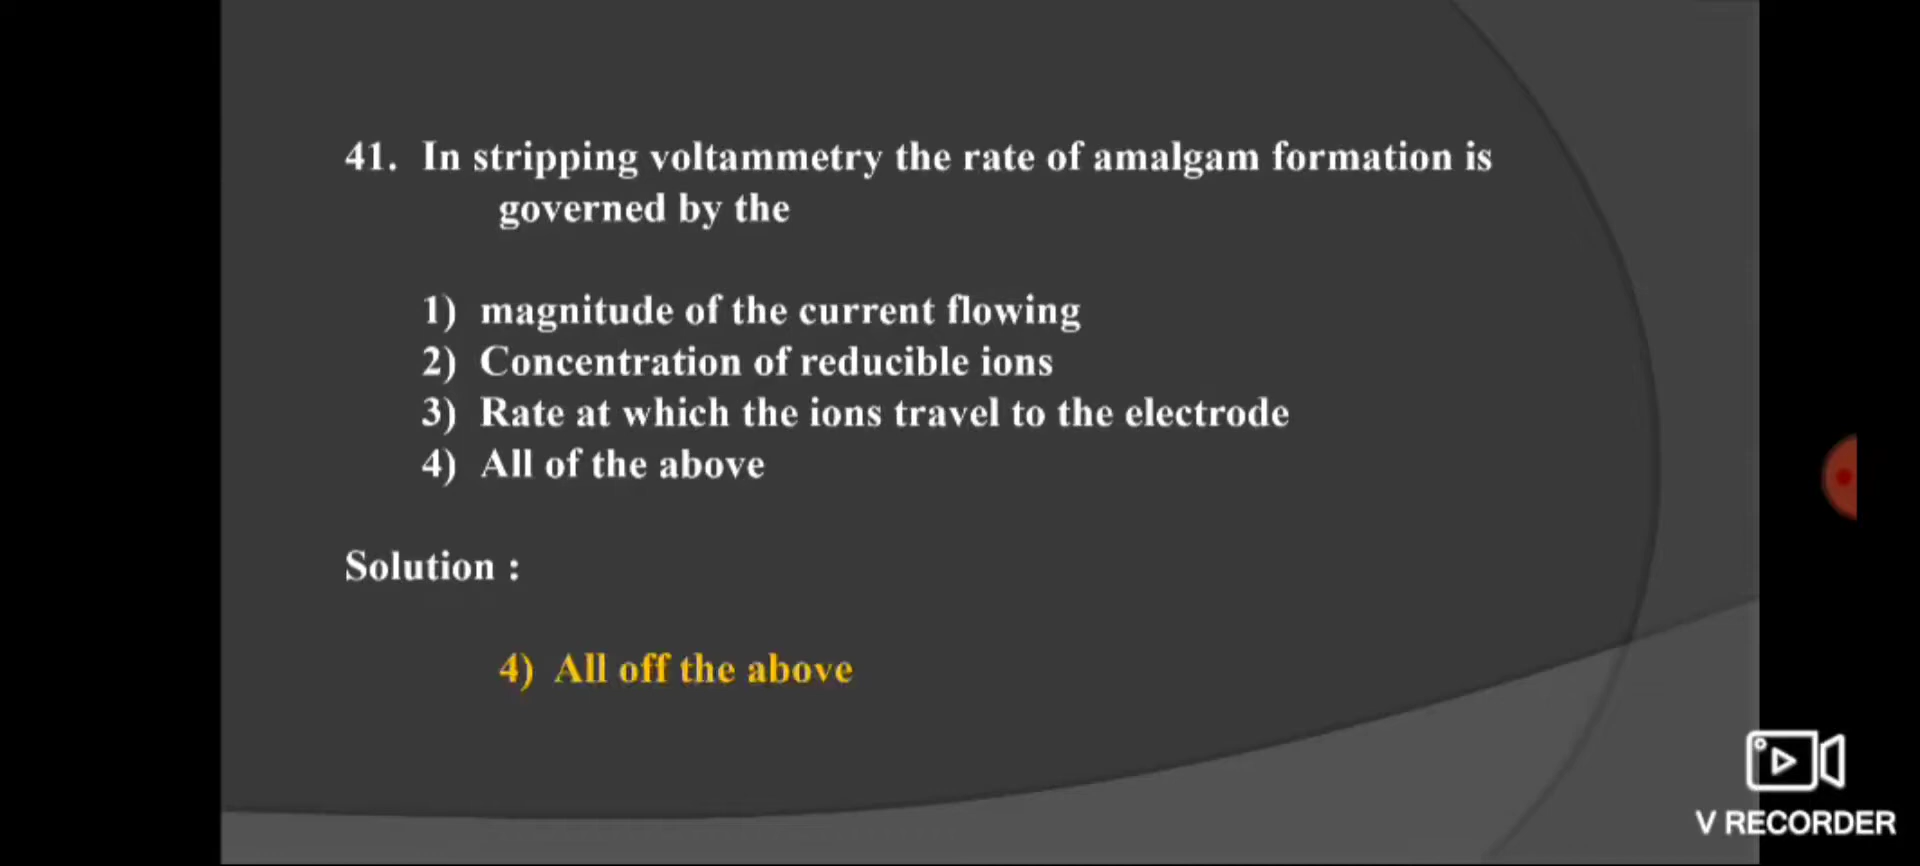 41. In stripping voltammetry the rate of amalgam formation is
governed by the
1) magnitude of the current flowing
2) Concentration of reducible ions
3) Rate at which the ions travel to the electrode
4) All of the above
Solution :
4) All off the above
V RECORDER